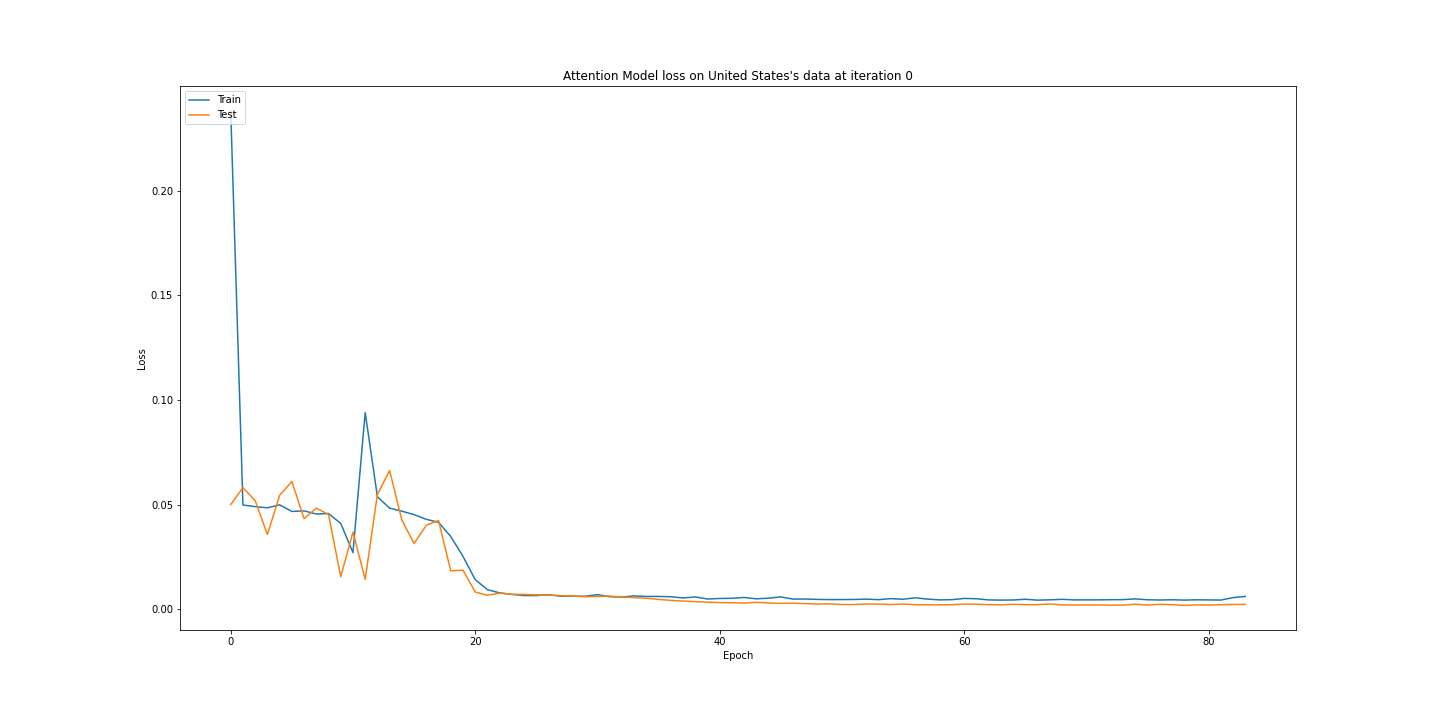 Attention Model loss on United States's data at iteration 0
Train
Test
0.20
0.15
0.10
0.05
0.00
Loss
0 20 40 60 80
Epoch